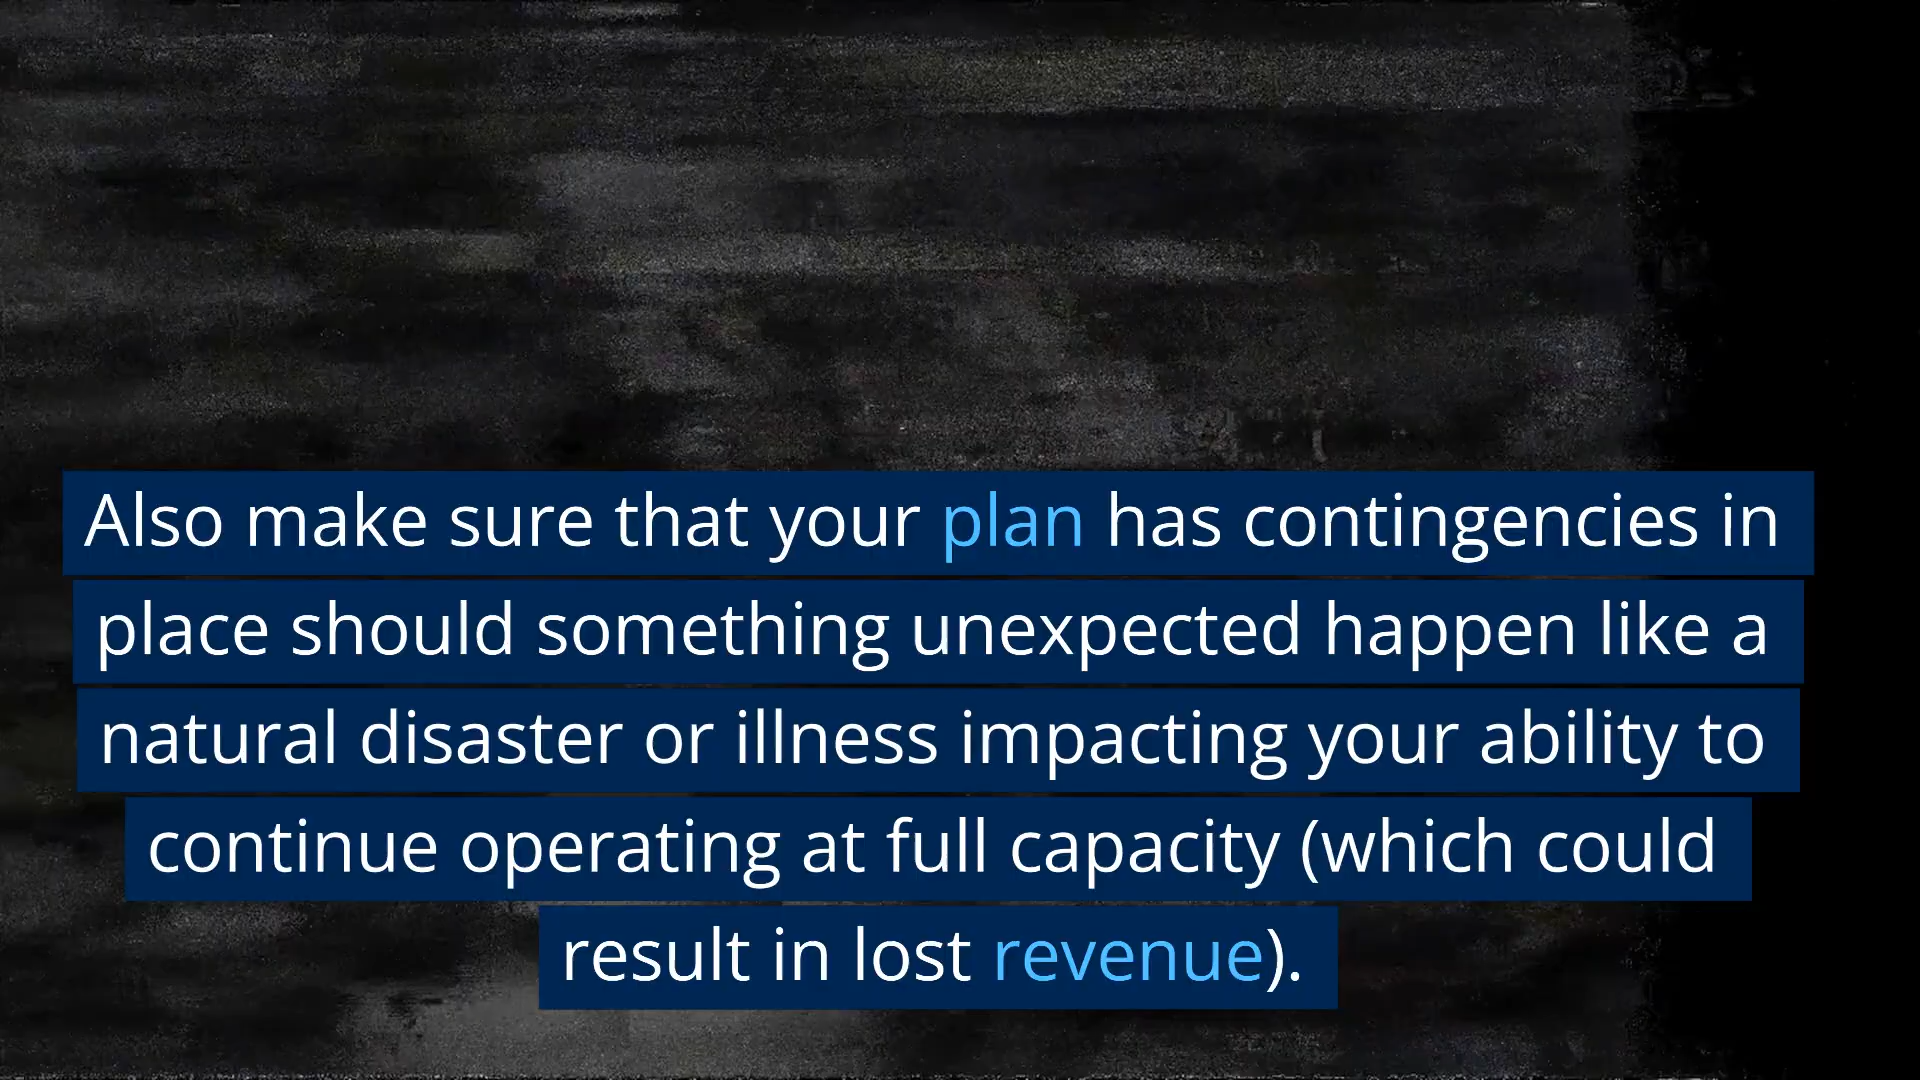 Also make sure that your plan has contingencies in
place should something unexpected happen like a
natural disaster or illness impacting your ability to
continue operating at full capacity (which could
result in lost revenue).